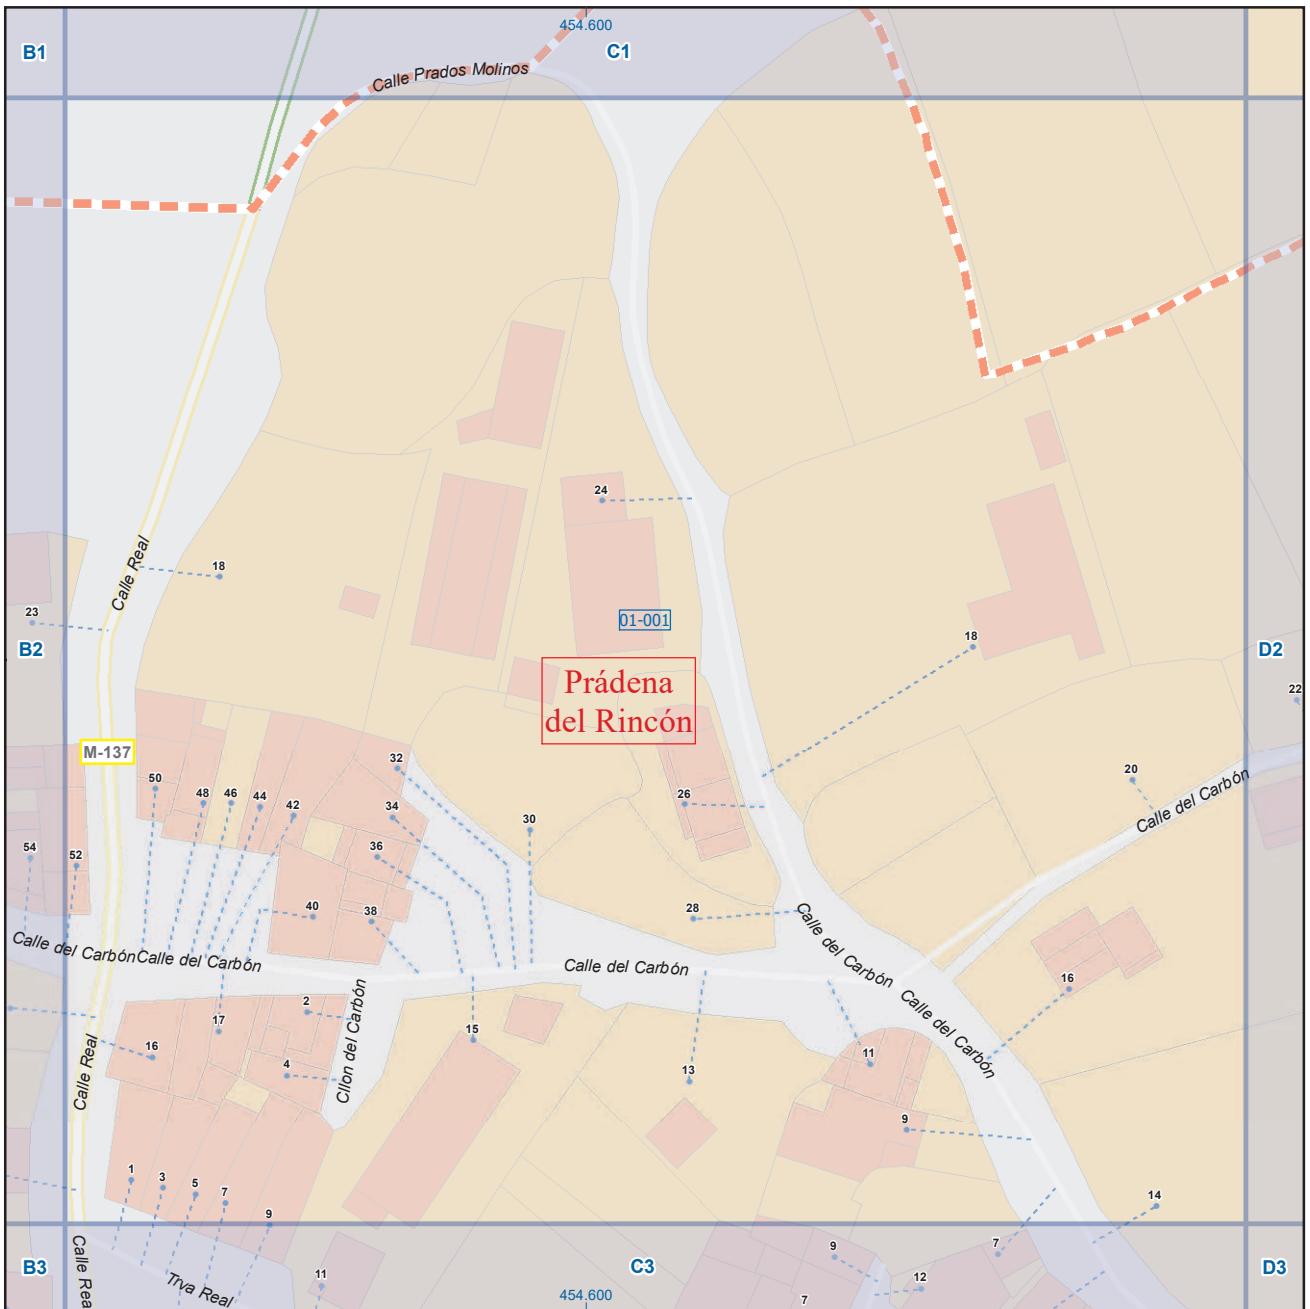 454.600
B1
C1
Calle Prados Molinos
24
Calle Real
18
23
01-001
B2
18
D2
Prádena
del Rincón
22
M-137
32
20
50
48
46
44
42
34
26
Calle del Carbón
30
36
54
52
40
38
28
Calle del Carbón
Calle del Carbón
Calle del Carbón
Calle del Carbón
16
Calle del Carbón
2
17
Cllon del Carbón
15
16
Calle Real
4
13
11
9
1
3
5
7
14
9
9
7
B3
Calle Rea
Trva Real
11
C3
12
D3
454.600
7